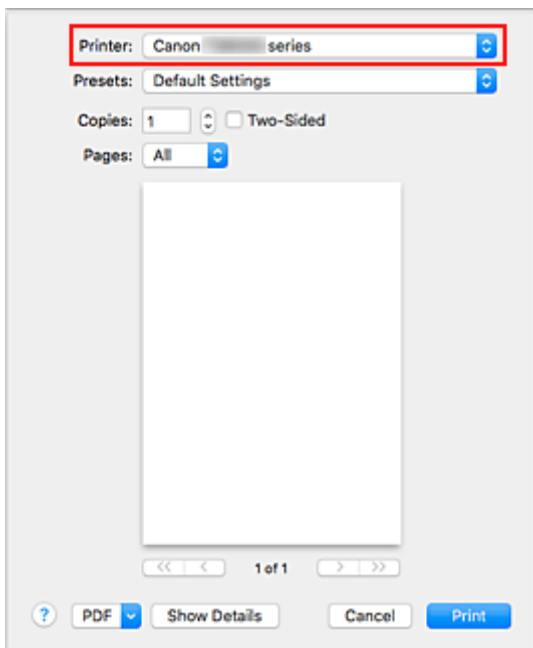 Printer: Canon series
Presets: Default Settings
Copies: 1 Two-Sided
Pages: All
<< < 1 of 1 > >>
? PDF Show Details Cancel Print